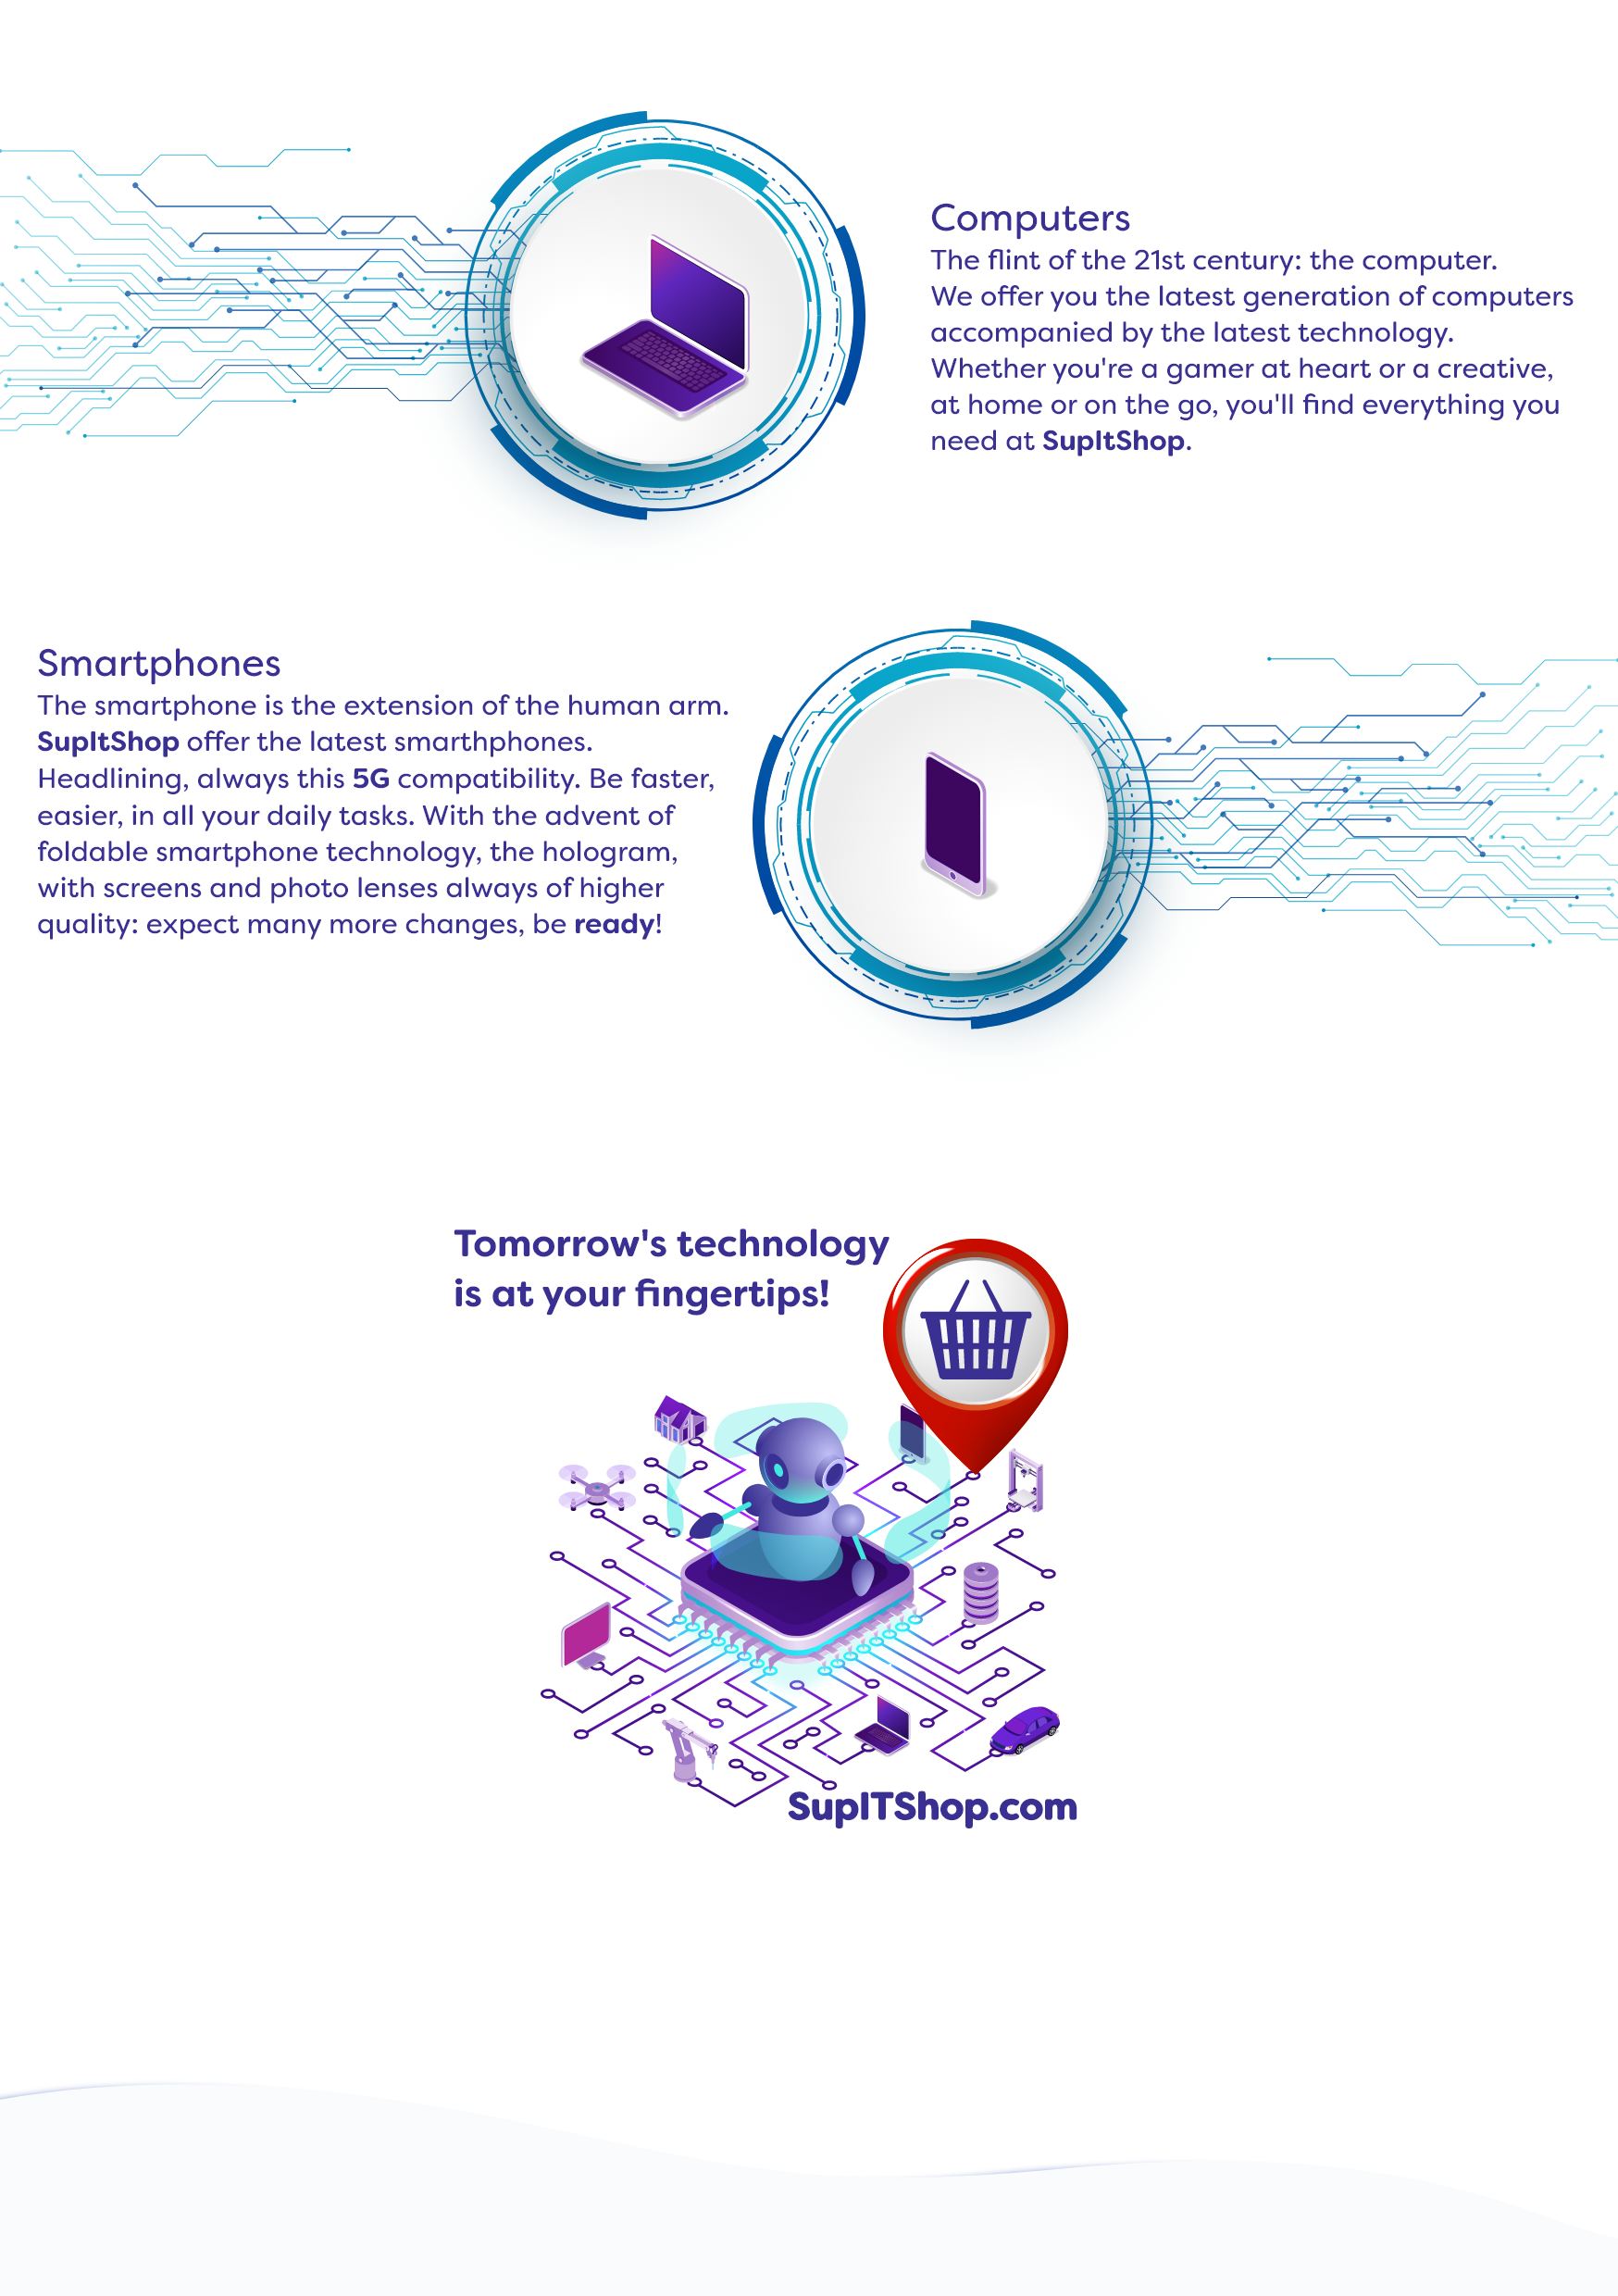 Computers
The flint of the 21st century: the computer.
We offer you the latest generation of computers
accompanied by the latest technology.
Whether you're a gamer at heart or a creative,
at home or on the go, you'll find everything you
need at SupItShop.
Smartphones
The smartphone is the extension of the human arm.
SupItShop offer the latest smarthphones.
Headlining, always this 5G compatibility. Be faster,
easier, in all your daily tasks. With the advent of
foldable smartphone technology, the hologram,
with screens and photo lenses always of higher
quality: expect many more changes, be ready!
Tomorrow's technology
is at your fingertips!
SupITShop.com